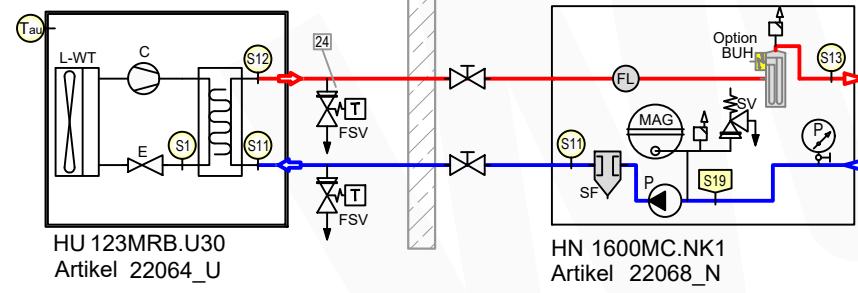 Tau
L-WT
C
S12
24
T
FSV
E
S1
S11
T
FSV
HU 123MRB.U30
Artikel 22064_U
Option
BUH
S13
FL
MAG
SV
S11
P
SF
P
S19
HN 1600MC.NK1
Artikel 22068_N